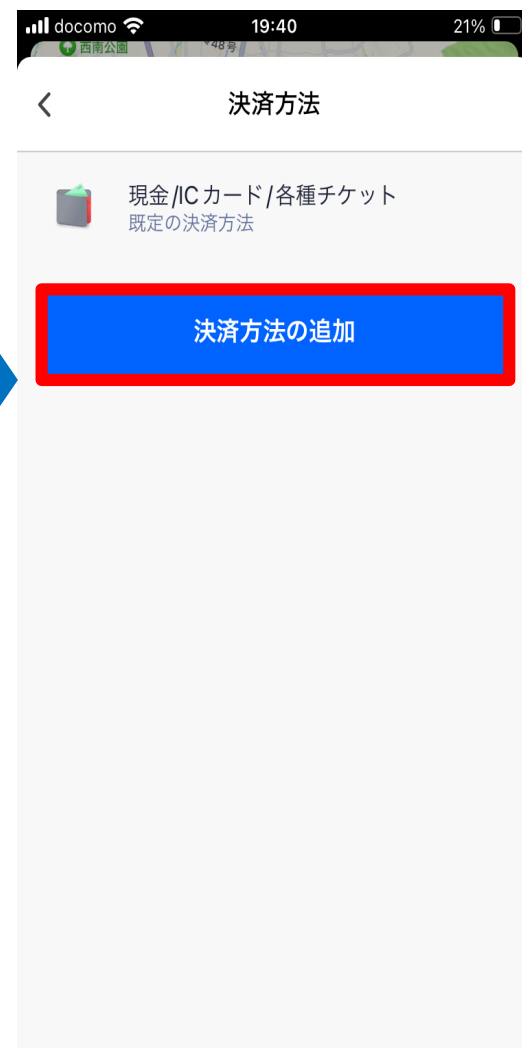 docomo 19:40 21%
西南公園 48号
決済方法
現金/ICカード/各種チケット
既定の決済方法
決済方法の追加